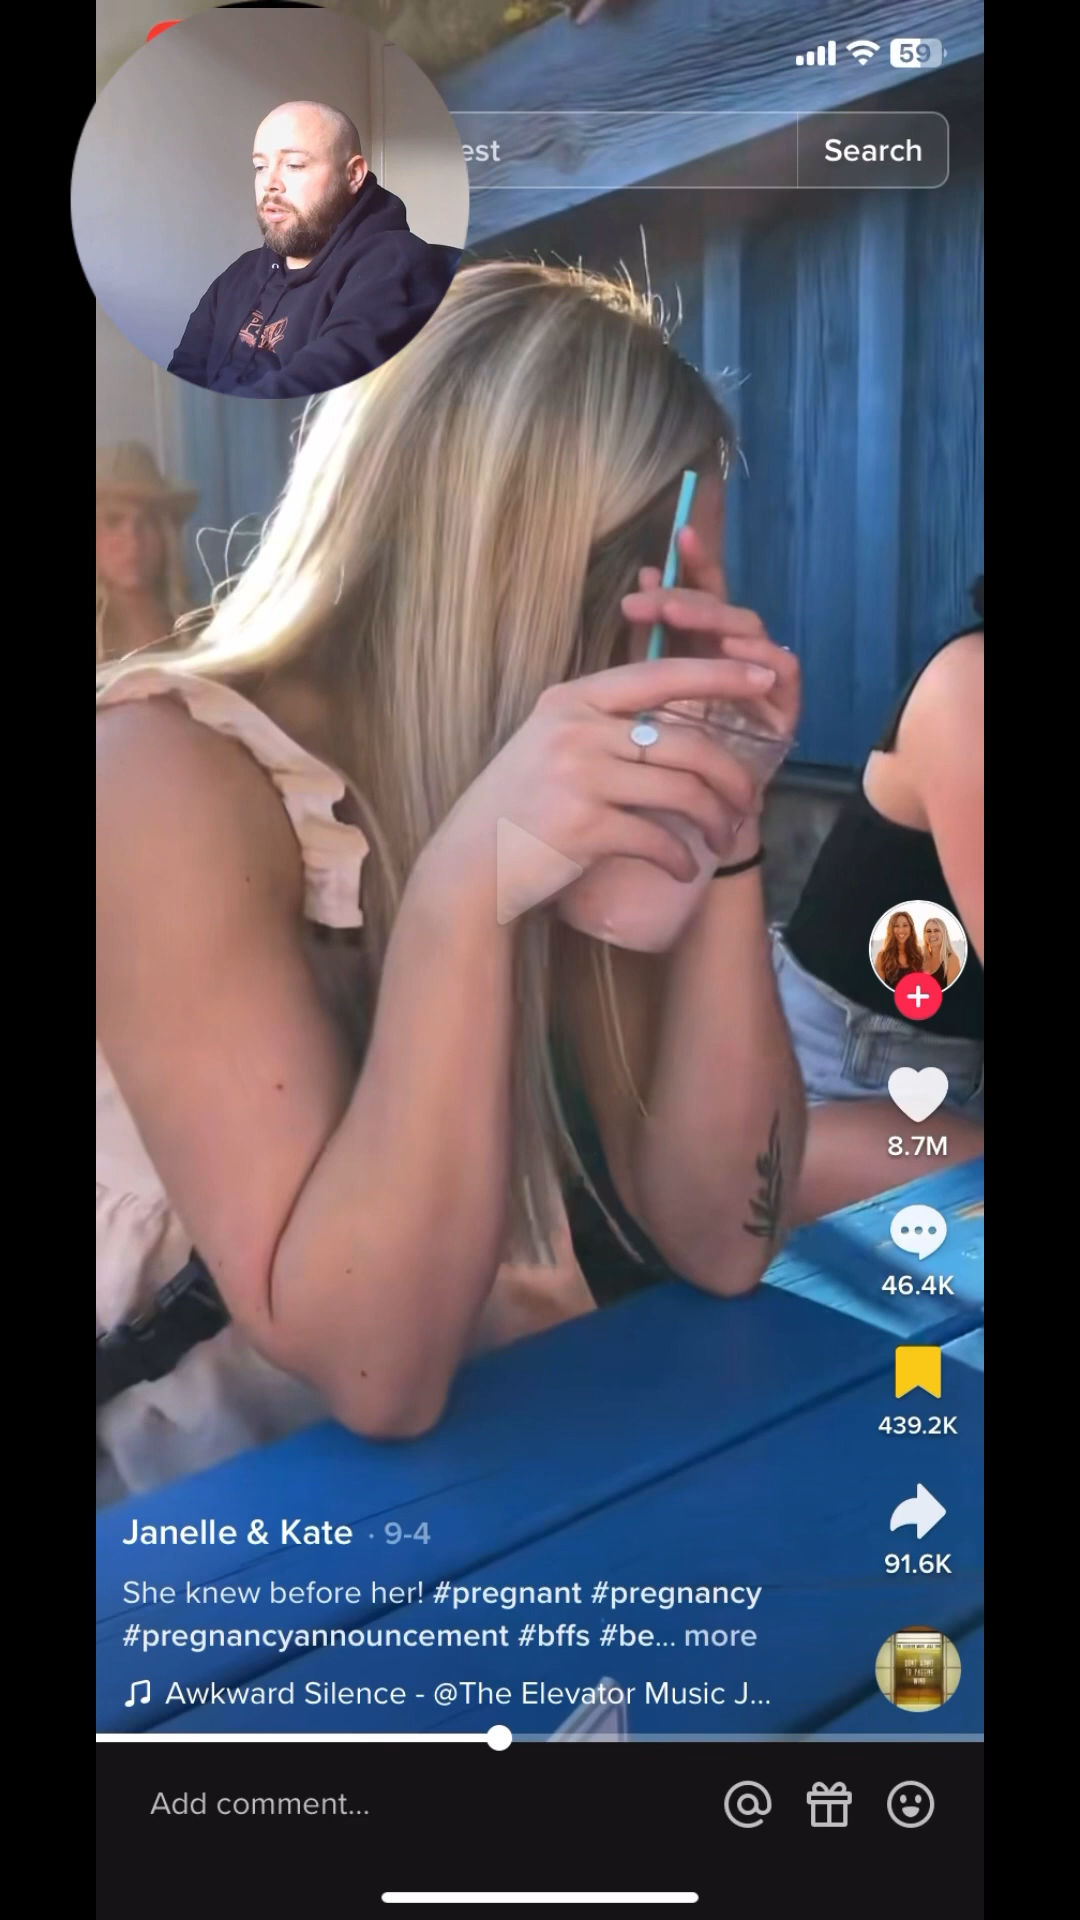 59
est
Search
8.7M
46.4K
439.2K
91.6K
Janelle & Kate · 9-4
She knew before her! #pregnant #pregnancy
#pregnancyannouncement #bffs #be... more
Awkward Silence - @The Elevator Music J...
Add comment...